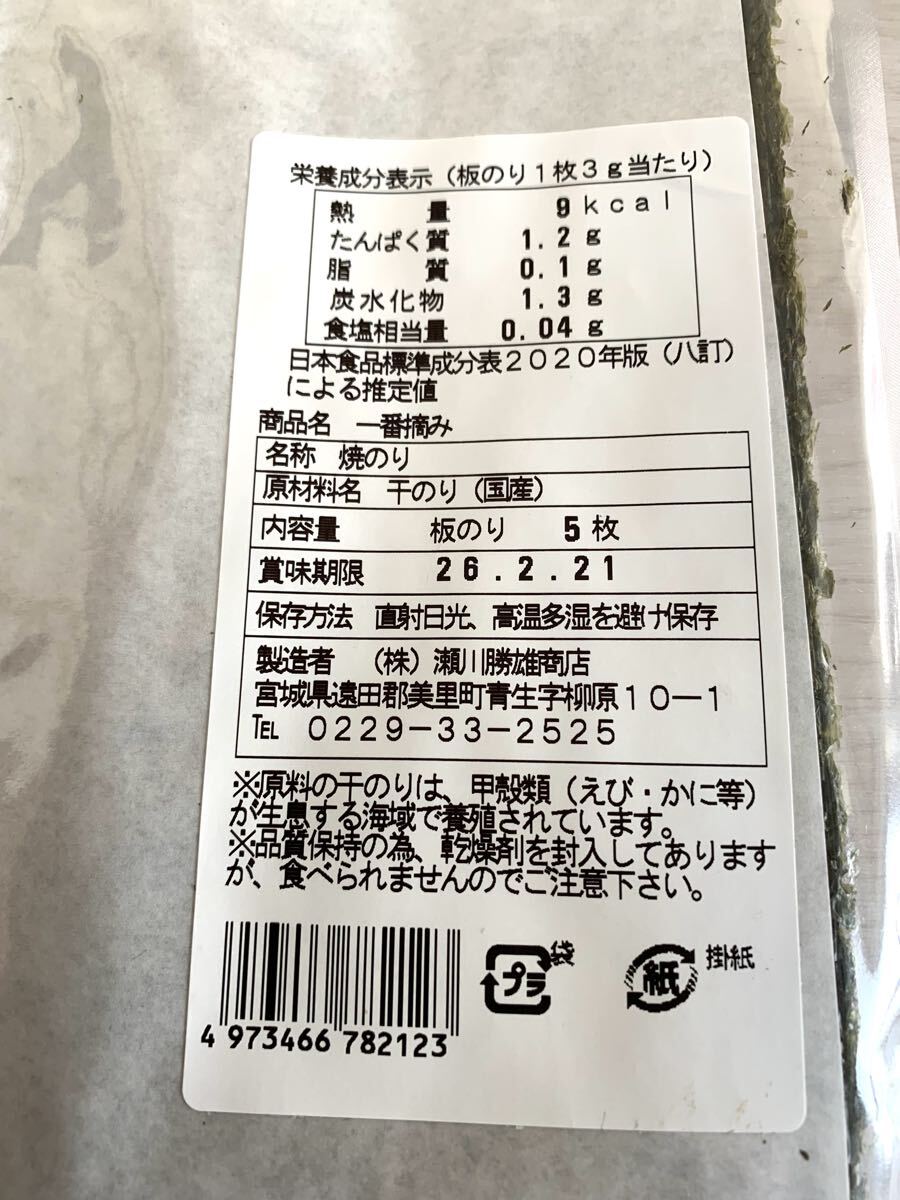 栄養成分表示（板のり１枚３ｇ当たり）
熱量 9 kcal
たんぱく質 1.2 g
脂質 0.1 g
炭水化物 1.3 g
食塩相当量 0.04 g
日本食品標準成分表２０２０年版（八訂）
による推定値
商品名 一番摘み
名称 焼のり
原材料名 干のり（国産）
内容量 板のり 5 枚
賞味期限 26.2.21
保存方法 直射日光、高温多湿を避け保存
製造者 （株）瀬川勝雄商店
宮城県遠田郡美里町青生字柳原１０－１
TEL ０２２９－３３－２５２５
※原料の干のりは、甲殻類（えび・かに等）
が生息する海域で養殖されています。
※品質保持の為、乾燥剤を封入してあります
が、食べられませんのでご注意下さい。
プラ 袋
紙 掛紙
4 973466 782123